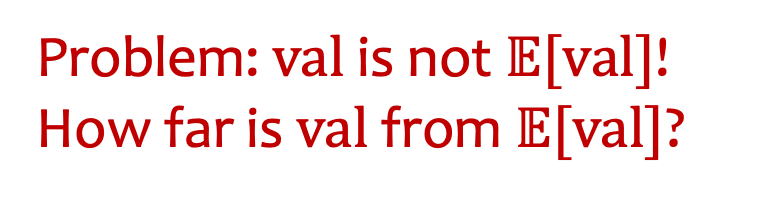 Problem: val is not 𝔼[val]!
How far is val from 𝔼[val]?